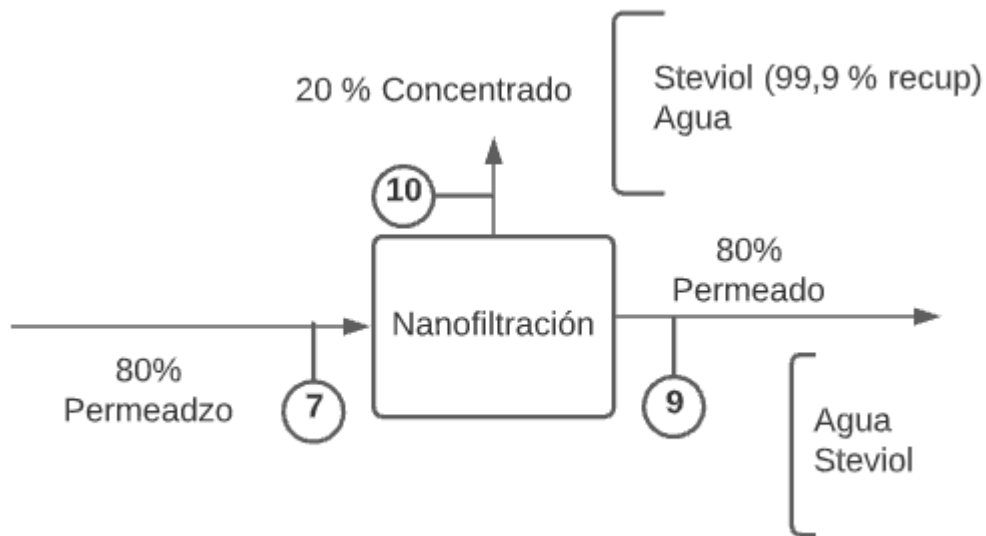 Steviol (99,9 % recup)
Agua
20 % Concentrado
10
80%
Permeado
Nanofiltración
80%
Permeadzo
7
9
Agua
Steviol